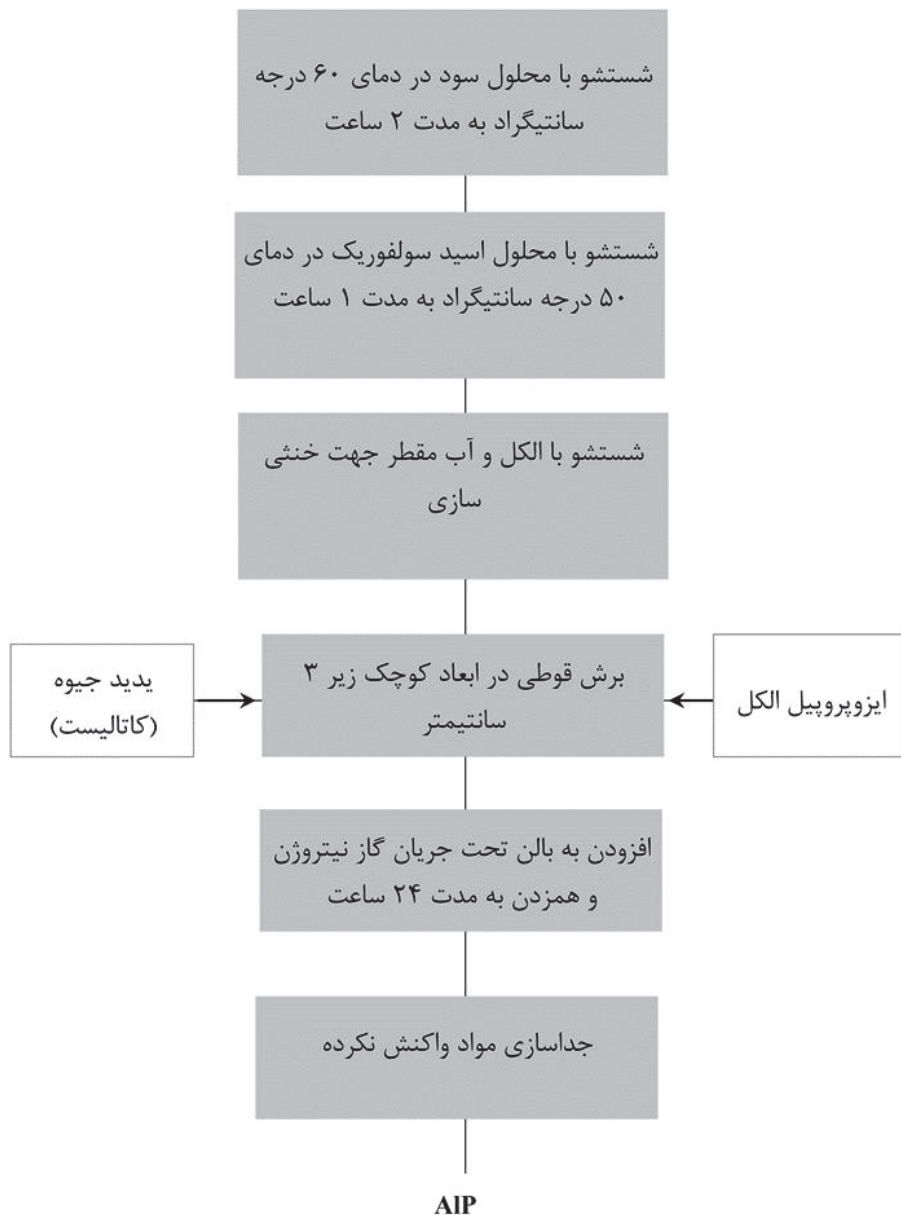 شستشو با محلول سود در دمای ۶۰ درجه
سانتیگراد به مدت ۲ ساعت
شستشو با محلول اسید سولفوریک در دمای
۵۰ درجه سانتیگراد به مدت ۱ ساعت
شستشو با الکل و آب مقطر جهت خنثی
سازی
ایزوپروپیل الکل
برش قوطی در ابعاد کوچک زیر ۳
سانتیمتر
یدید جیوه
(کاتالیست)
افزودن به بالن تحت جریان گاز نیتروژن
و همزدن به مدت ۲۴ ساعت
جداسازی مواد واکنش نکرده
AIP